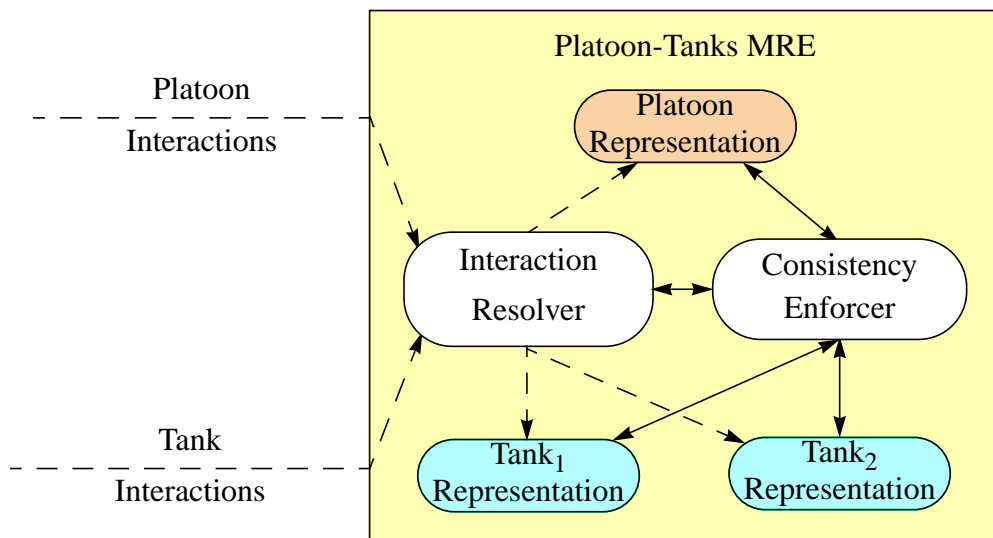 Platoon-Tanks MRE
Platoon
Interactions
Platoon
Representation
Interaction
Resolver
Consistency
Enforcer
Tank
Interactions
Tank₁
Representation
Tank₂
Representation